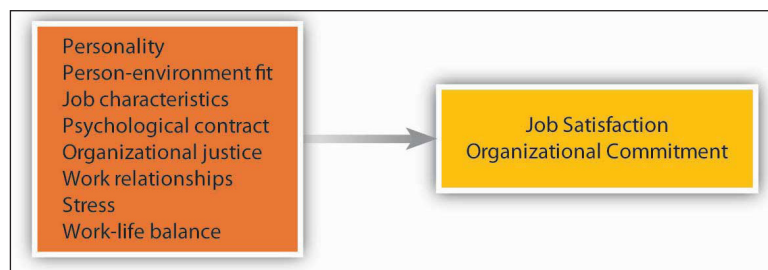 Personality
Person-environment fit
Job characteristics
Psychological contract
Organizational justice
Work relationships
Stress
Work-life balance
Job Satisfaction
Organizational Commitment